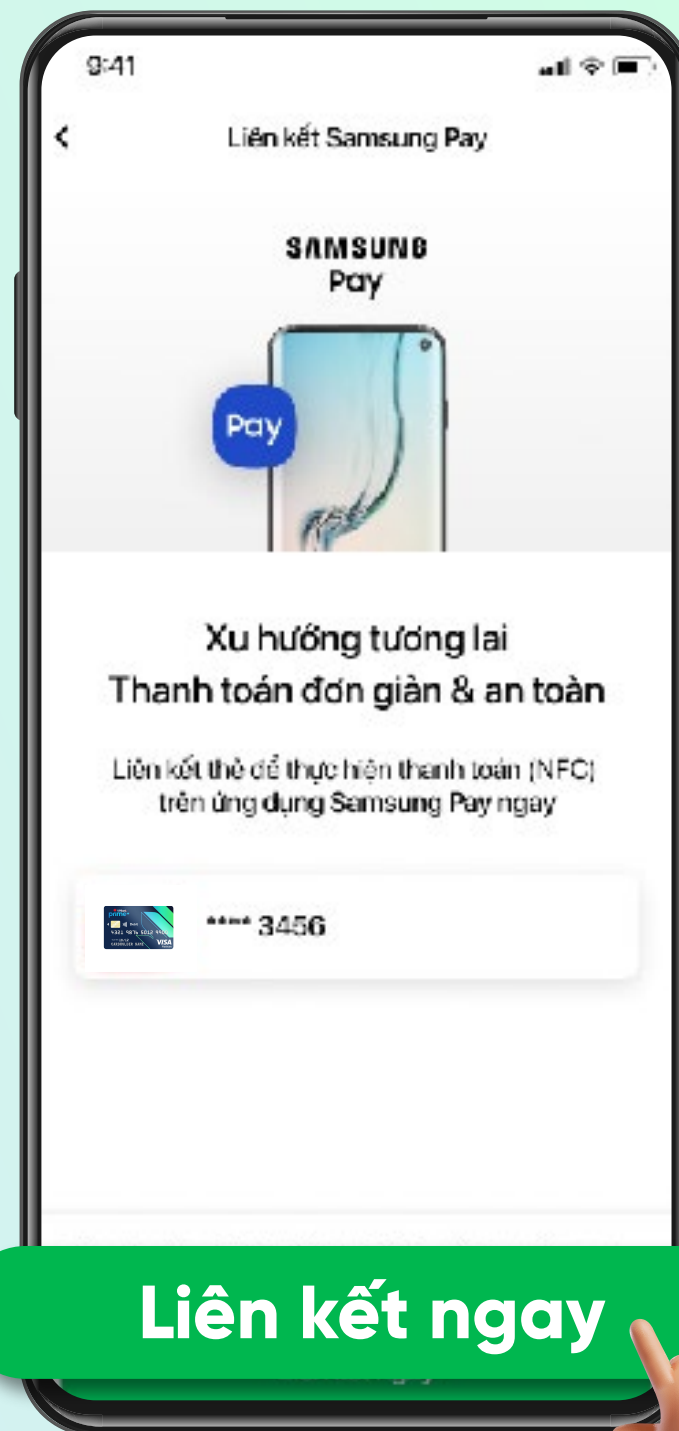 9:41
Liên kết Samsung Pay
SAMSUNG
Pay
Pay
Xu hướng tương lai
Thanh toán đơn giản & an toàn
Liên kết thẻ để thực hiện thanh toán (NFC)
trên ứng dụng Samsung Pay ngay
prime+
VISA
**** 3456
Liên kết ngay